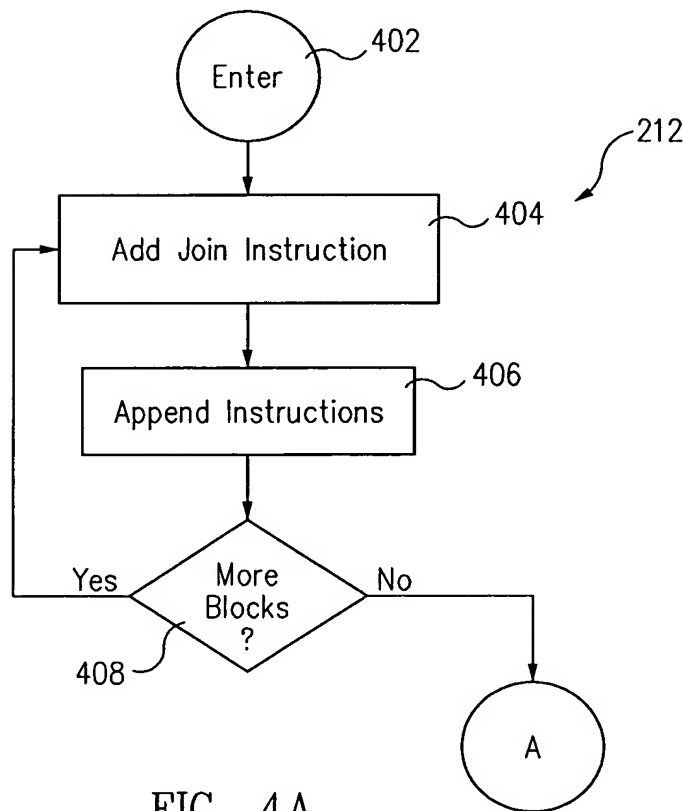 402
Enter
212
404
Add Join Instruction
406
Append Instructions
Yes
More
Blocks
?
No
408
A
FIG. 4A